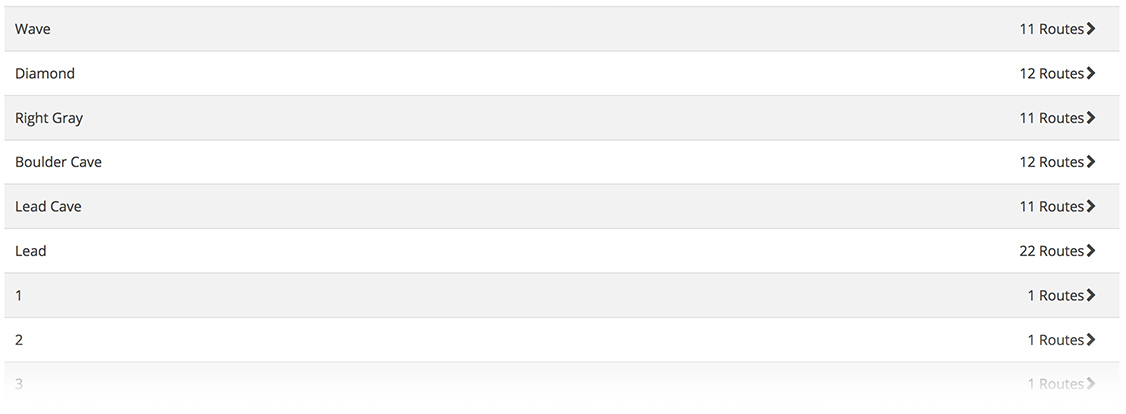 Wave 11 Routes
Diamond 12 Routes
Right Gray 11 Routes
Boulder Cave 12 Routes
Lead Cave 11 Routes
Lead 22 Routes
1 1 Routes
2 1 Routes
3 1 Routes